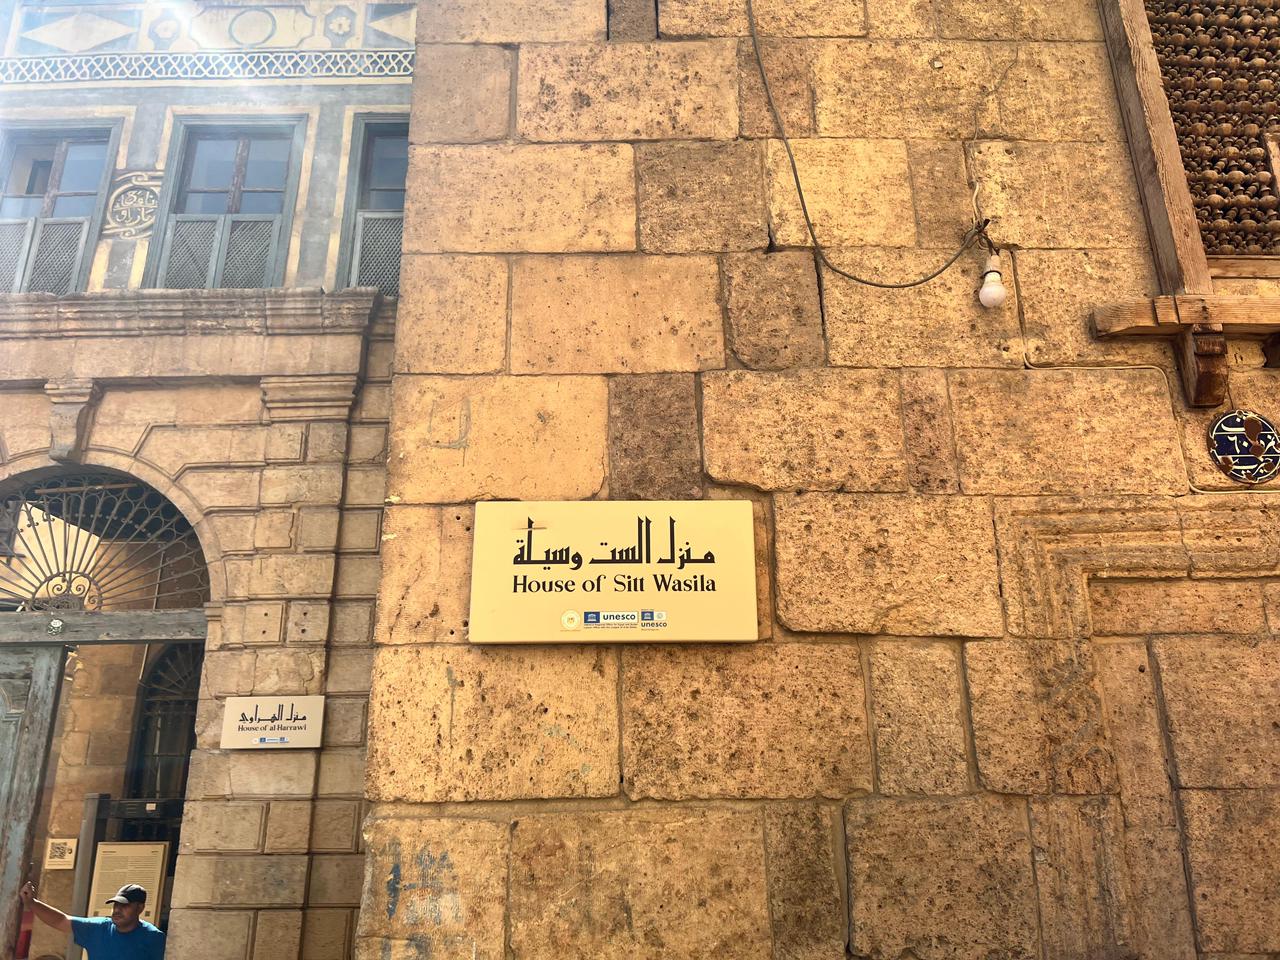 منزل الست وسيلة
House of Sitt Wasila
unesco
unesco
منزل الهراوي
House of al-Harrawi